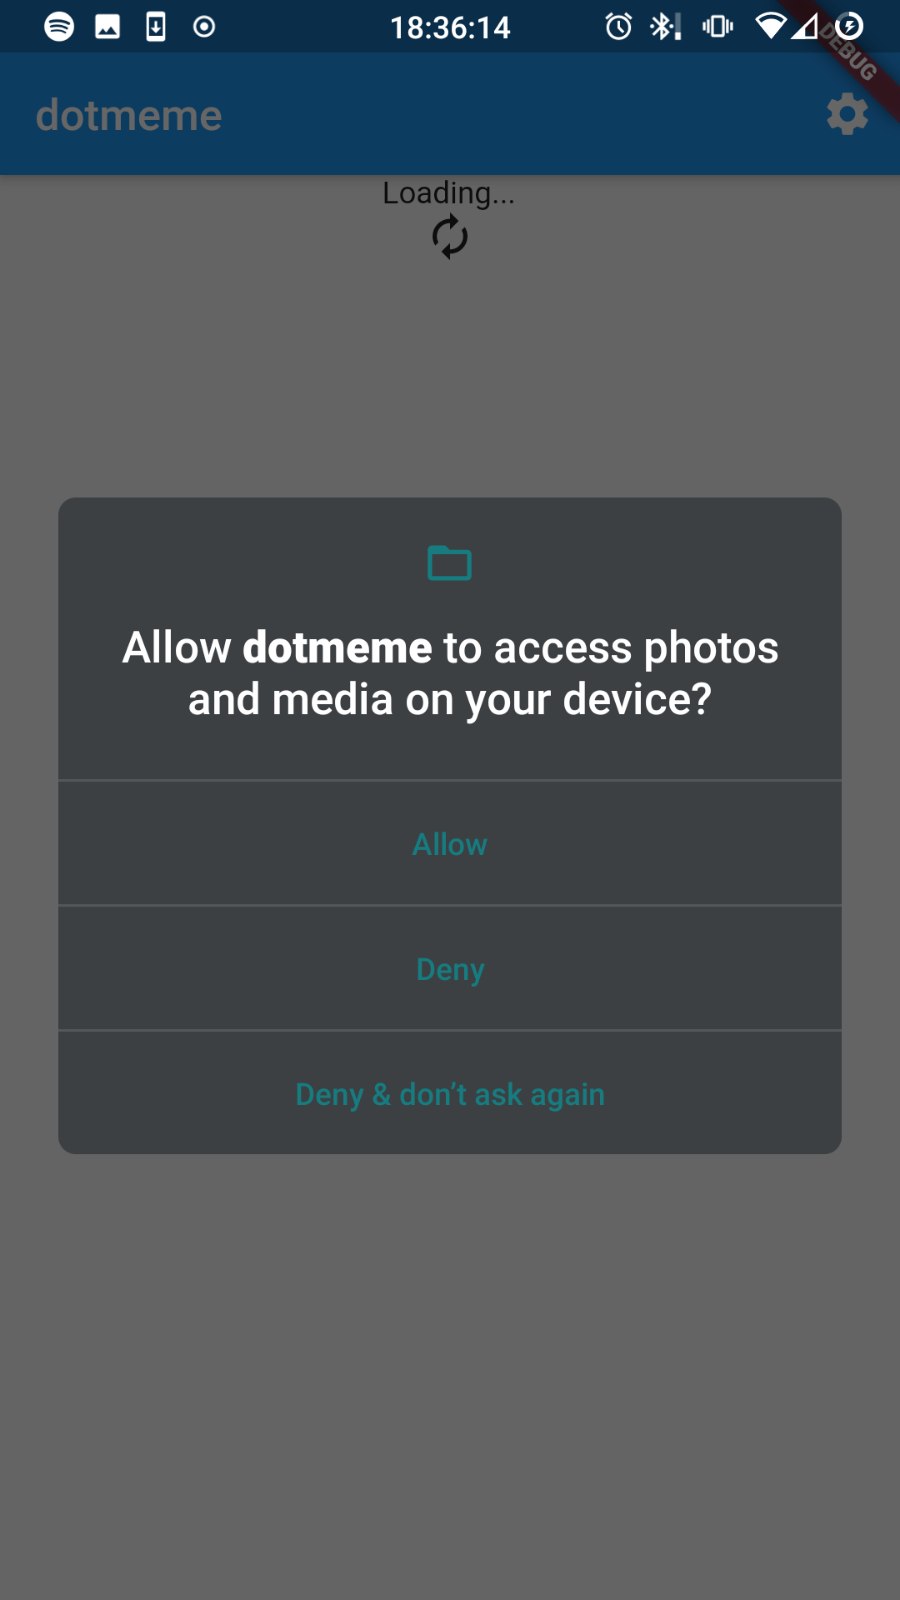 18:36:14
DEBUG
dotmeme
Loading...
Allow dotmeme to access photos
and media on your device?
Allow
Deny
Deny & don’t ask again